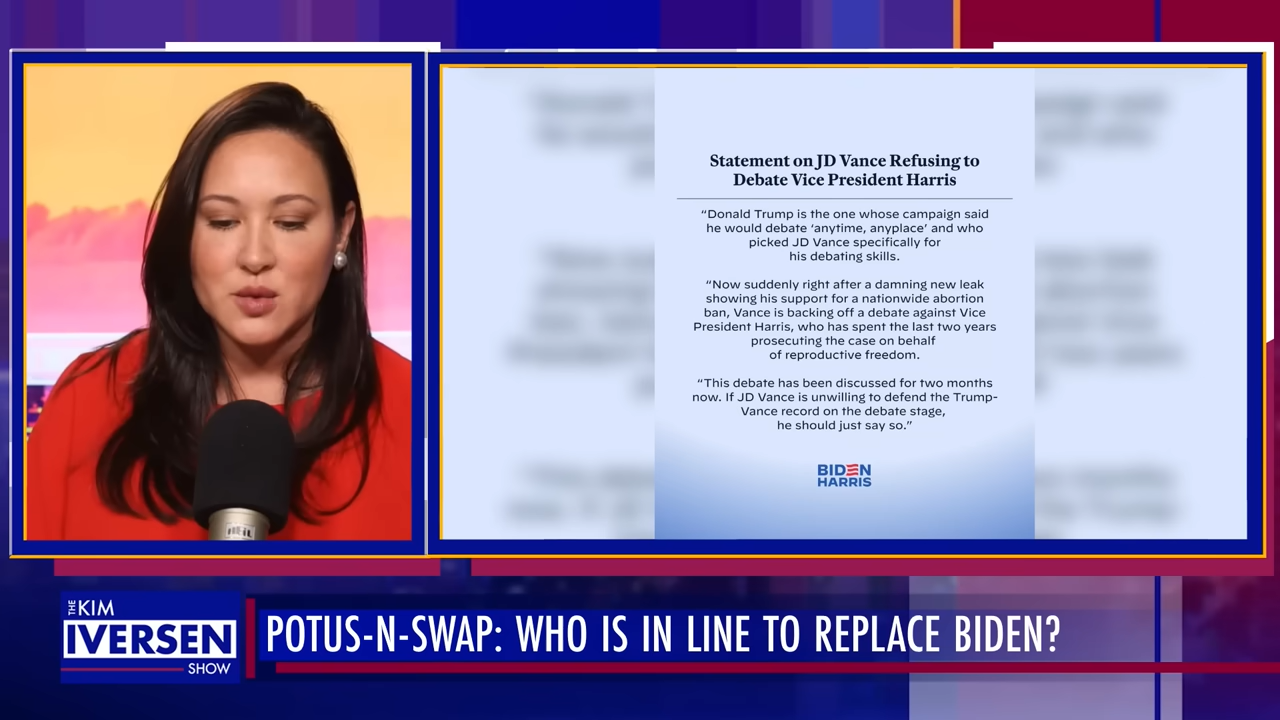 Statement on JD Vance Refusing to
Debate Vice President Harris
“Donald Trump is the one whose campaign said
he would debate ‘anytime, anyplace’ and who
picked JD Vance specifically for
his debating skills.
“Now suddenly right after a damning new leak
showing his support for a nationwide abortion
ban, Vance is backing off a debate against Vice
President Harris, who has spent the last two years
prosecuting the case on behalf
of reproductive freedom.
“This debate has been discussed for two months
now. If JD Vance is unwilling to defend the Trump-
Vance record on the debate stage,
he should just say so.”
BIDEN
HARRIS
HEIL
THE KIM
IVERSEN
SHOW
POTUS-N-SWAP: WHO IS IN LINE TO REPLACE BIDEN?